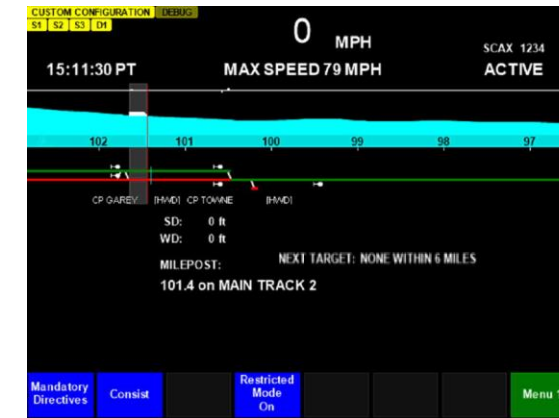 CUSTOM CONFIGURATION DEBUG
S1 S2 S3 D1
0 MPH
SCAX 1234
15:11:30 PT MAX SPEED 79 MPH ACTIVE
102 101 100 99 98 97
CP GAREY [HWD] CP TOWNE [HWD]
SD: 0 ft
WD: 0 ft
MILEPOST: NEXT TARGET: NONE WITHIN 6 MILES
101.4 on MAIN TRACK 2
Mandatory Directives
Consist
Restricted Mode On
Menu